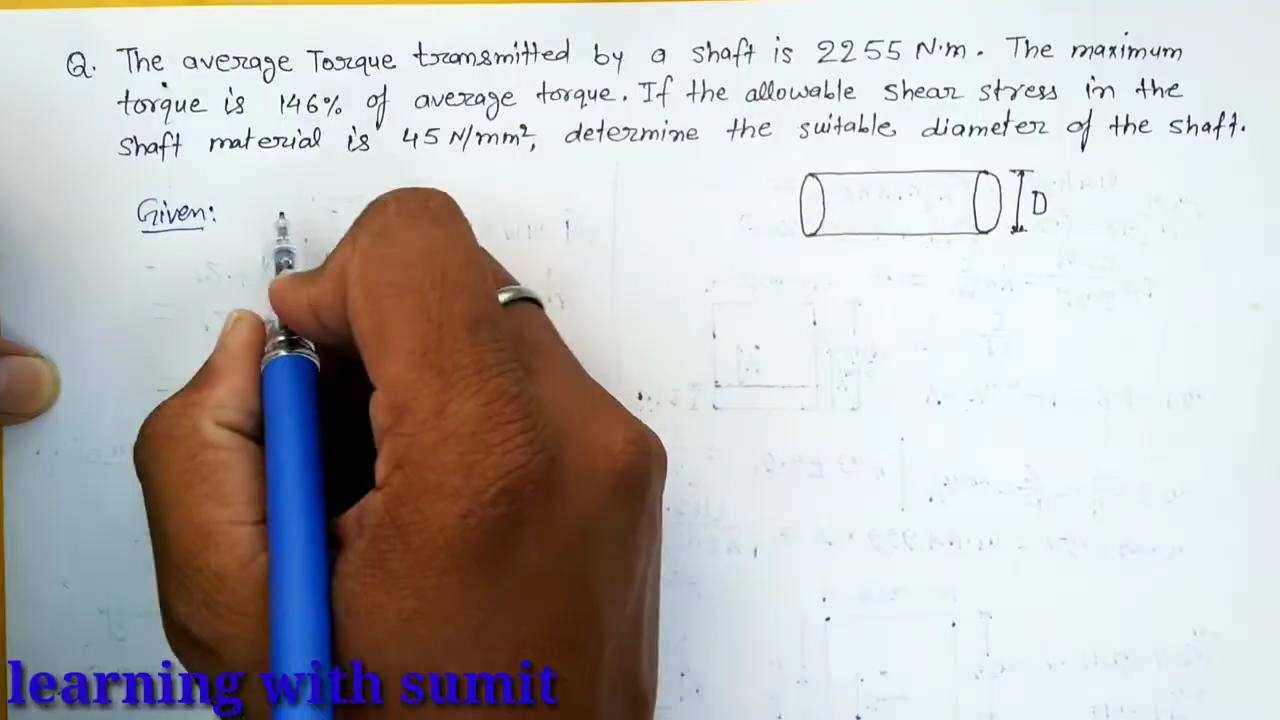 Q. The average Torque transmitted by a shaft is 2255 N·m. The maximum
torque is 146% of average torque. If the allowable shear stress in the
shaft material is 45 N/mm², determine the suitable diameter of the shaft.
Given:
D
learning with sumit